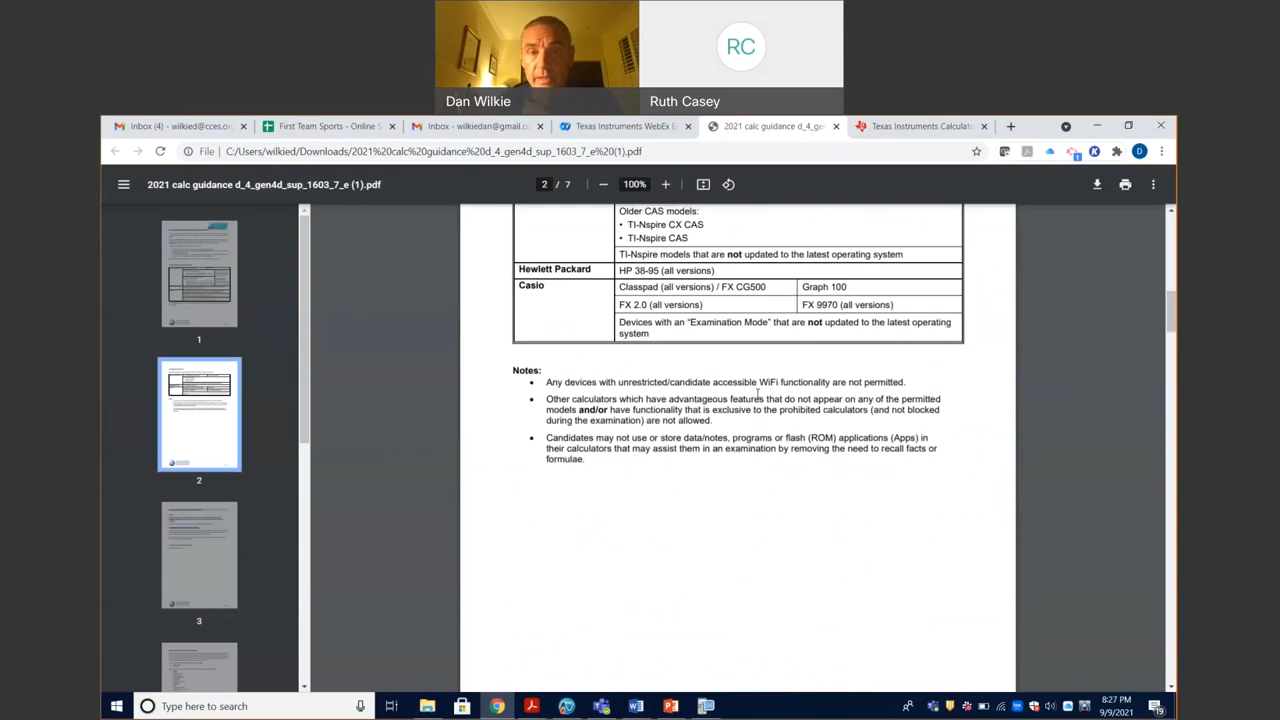 RC
Dan Wilkie
Ruth Casey
Inbox (4) - wilkied@cces.or
First Team Sports - Online S
Inbox - wilkiedan@gmail.c
Texas Instruments WebEx E
2021 calc guidance d_4_gen4d_
Texas Instruments Calculato
File
C:/Users/wilkied/Downloads/2021%20calc%20guidance%20d_4_gen4d_sup_1603_7_e%20(1).pdf
D
2021 calc guidance d_4_gen4d_sup_1603_7_e (1).pdf
2 / 7
100%
Older CAS models:
• TI-Nspire CX CAS
• TI-Nspire CAS
TI-Nspire models that are not updated to the latest operating system
Hewlett Packard
HP 38-95 (all versions)
Casio
Classpad (all versions) / FX CG500
Graph 100
FX 2.0 (all versions)
FX 9970 (all versions)
Devices with an “Examination Mode” that are not updated to the latest operating
system
Notes:
• Any devices with unrestricted/candidate accessible WiFi functionality are not permitted.
• Other calculators which have advantageous features that do not appear on any of the permitted
models and/or have functionality that is exclusive to the prohibited calculators (and not blocked
during the examination) are not allowed.
• Candidates may not use or store data/notes, programs or flash (ROM) applications (Apps) in
their calculators that may assist them in an examination by removing the need to recall facts or
formulae.
1
2
3
Type here to search
8:27 PM
9/9/2021
19